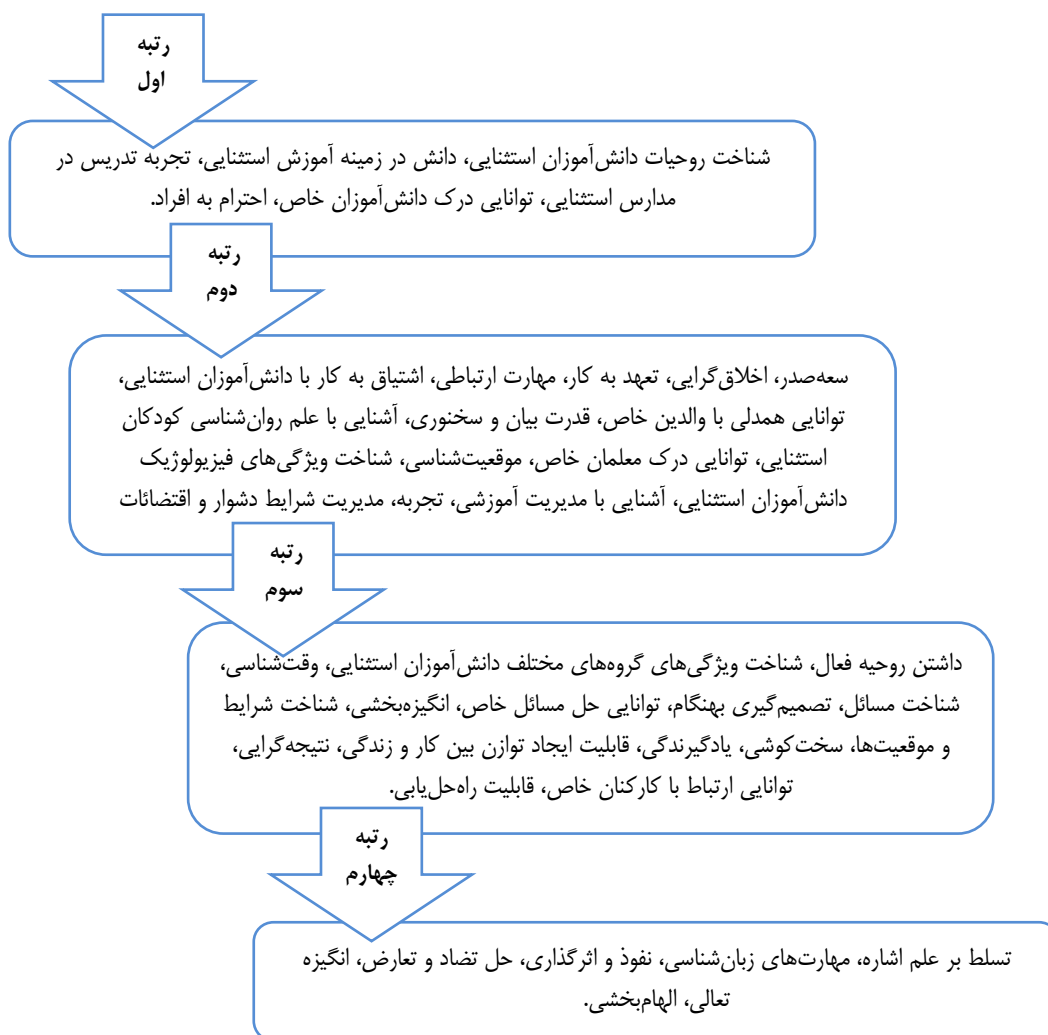 رتبه
اول
شناخت روحیات دانش‌آموزان استثنایی، دانش در زمینه آموزش استثنایی، تجربه تدریس در
مدارس استثنایی، توانایی درک دانش‌آموزان خاص، احترام به افراد.
رتبه
دوم
سعه‌صدر، اخلاق‌گرایی، تعهد به کار، مهارت ارتباطی، اشتیاق به کار با دانش‌آموزان استثنایی،
توانایی همدلی با والدین خاص، قدرت بیان و سخنوری، آشنایی با علم روان‌شناسی کودکان
استثنایی، توانایی درک معلمان خاص، موقعیت‌شناسی، شناخت ویژگی‌های فیزیولوژیک
دانش‌آموزان استثنایی، آشنایی با مدیریت آموزشی، تجربه، مدیریت شرایط دشوار و اقتضائات
رتبه
سوم
داشتن روحیه فعال، شناخت ویژگی‌های گروه‌های مختلف دانش‌آموزان استثنایی، وقت‌شناسی،
شناخت مسائل، تصمیم‌گیری بهنگام، توانایی حل مسائل خاص، انگیزه‌بخشی، شناخت شرایط
و موقعیت‌ها، سخت‌کوشی، یادگیرندگی، قابلیت ایجاد توازن بین کار و زندگی، نتیجه‌گرایی،
توانایی ارتباط با کارکنان خاص، قابلیت راه‌حل‌یابی.
رتبه
چهارم
تسلط بر علم اشاره، مهارت‌های زبان‌شناسی، نفوذ و اثرگذاری، حل تضاد و تعارض، انگیزه
تعالی، الهام‌بخشی.